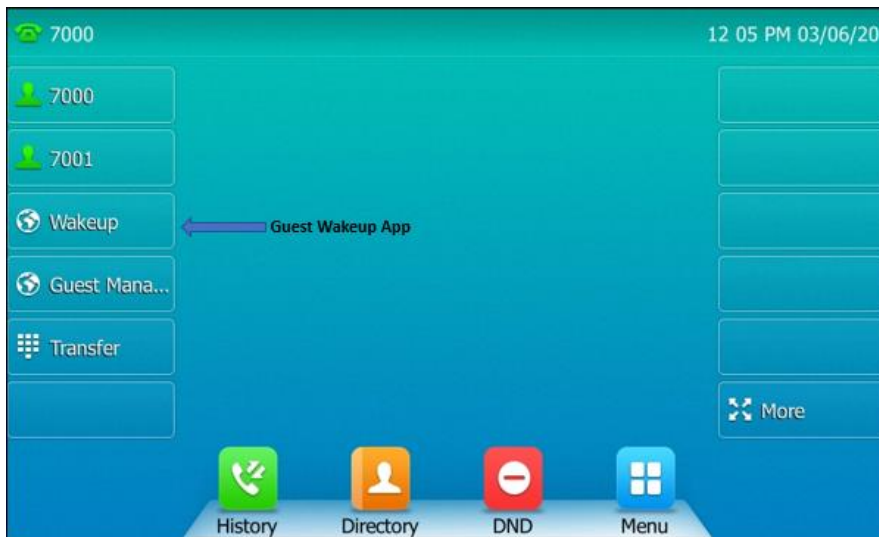 7000
12 05 PM 03/06/20
7000
7001
Wakeup
Guest Wakeup App
Guest Mana...
Transfer
More
History
Directory
DND
Menu